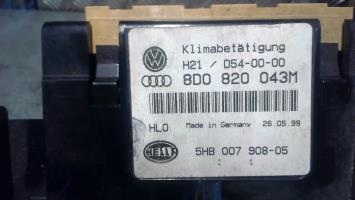 Klimabetätigung
H21 / D54-00-00
8D0 820 043M
HLO Made in Germany 26.05.99
HELLA 5HB 007 908-05